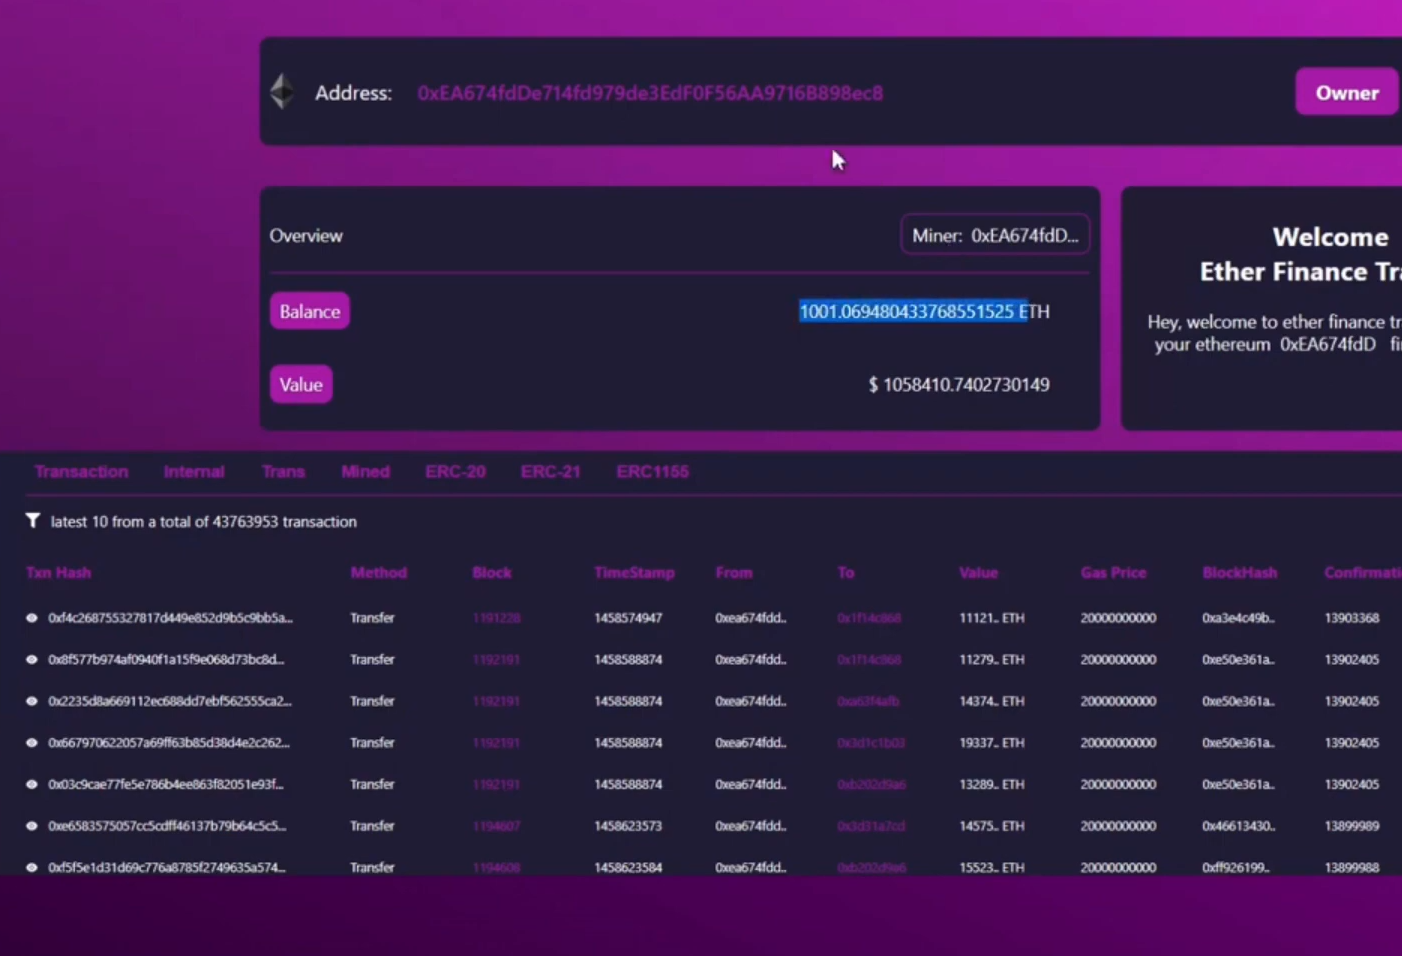 Address: 0xEA674fdDe714fd979de3EdF0F56AA9716B898ec8 Owner
Overview Miner: 0xEA674fdD...
Balance 1001.069480433768551525 ETH
Value $ 1058410.7402730149
Welcome
Ether Finance Tra
Hey, welcome to ether finance tr
your ethereum 0xEA674fdD fi
Transaction Internal Trans Mined ERC-20 ERC-21 ERC1155
latest 10 from a total of 43763953 transaction
Txn Hash Method Block TimeStamp From To Value Gas Price BlockHash Confirmati
0xf4c268755327817d449e852d9b5c9bb5a... Transfer 1191228 1458574947 0xea674fdd.. 0x1f14c868 11121.. ETH 20000000000 0xa3e4c49b.. 13903368
0x8f577b974af0940f1a15f9e068d73bc8d... Transfer 1192191 1458588874 0xea674fdd.. 0x1f14c868 11279.. ETH 20000000000 0xe50e361a.. 13902405
0x2235d8a669112ec688dd7ebf562555ca2... Transfer 1192191 1458588874 0xea674fdd.. 0xa63f4afb 14374.. ETH 20000000000 0xe50e361a.. 13902405
0x667970622057a69ff63b85d38d4e2c262... Transfer 1192191 1458588874 0xea674fdd.. 0x3d1c1b03 19337.. ETH 20000000000 0xe50e361a.. 13902405
0x03c9cae77fe5e786b4ee863f82051e93f... Transfer 1192191 1458588874 0xea674fdd.. 0xb202d9a6 13289.. ETH 20000000000 0xe50e361a.. 13902405
0xe6583575057cc5cdff46137b79b64c5c5... Transfer 1194607 1458623573 0xea674fdd.. 0x3d31a7cd 14575.. ETH 20000000000 0x46613430.. 13899989
0xf5f5e1d31d69c776a8785f2749635a574... Transfer 1194608 1458623584 0xea674fdd.. 0xb202d9a6 15523.. ETH 20000000000 0xff926199.. 13899988